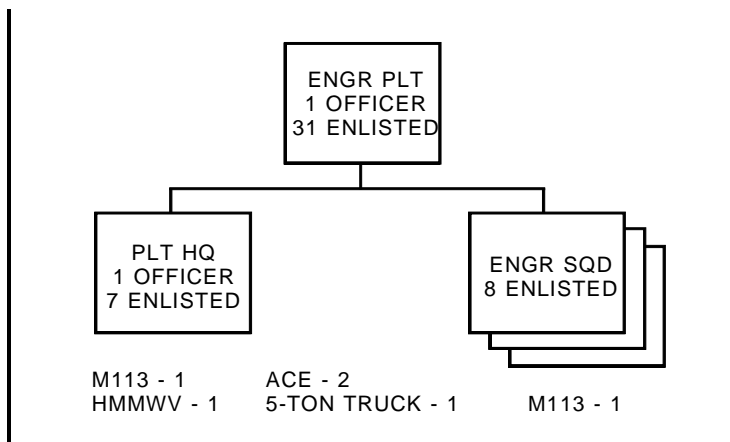 ENGR PLT
1 OFFICER
31 ENLISTED
PLT HQ
1 OFFICER
7 ENLISTED
ENGR SQD
8 ENLISTED
M113 - 1
HMMWV - 1
ACE - 2
5-TON TRUCK - 1
M113 - 1